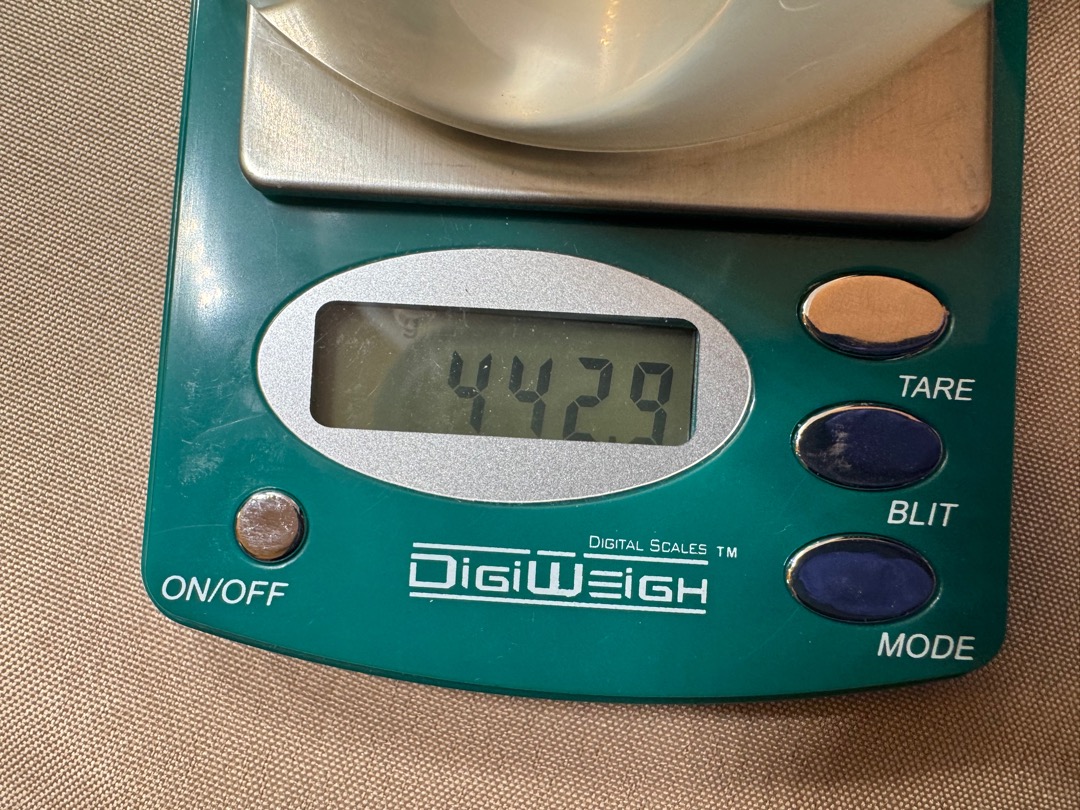 g
442.9
TARE
BLIT
MODE
ON/OFF
DIGITAL SCALES ™
DIGIWEIGH